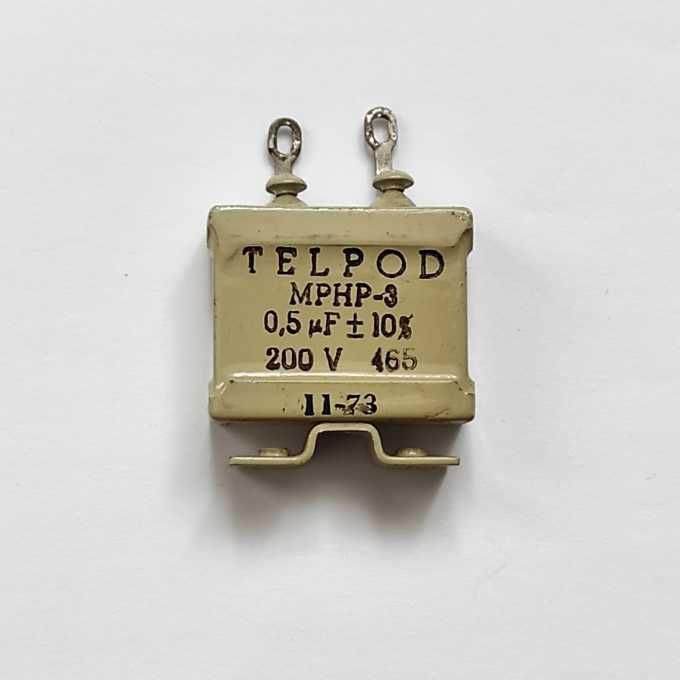 TELPOD
MPHP-3
0,5 µF ± 10%
200 V 465
11-73